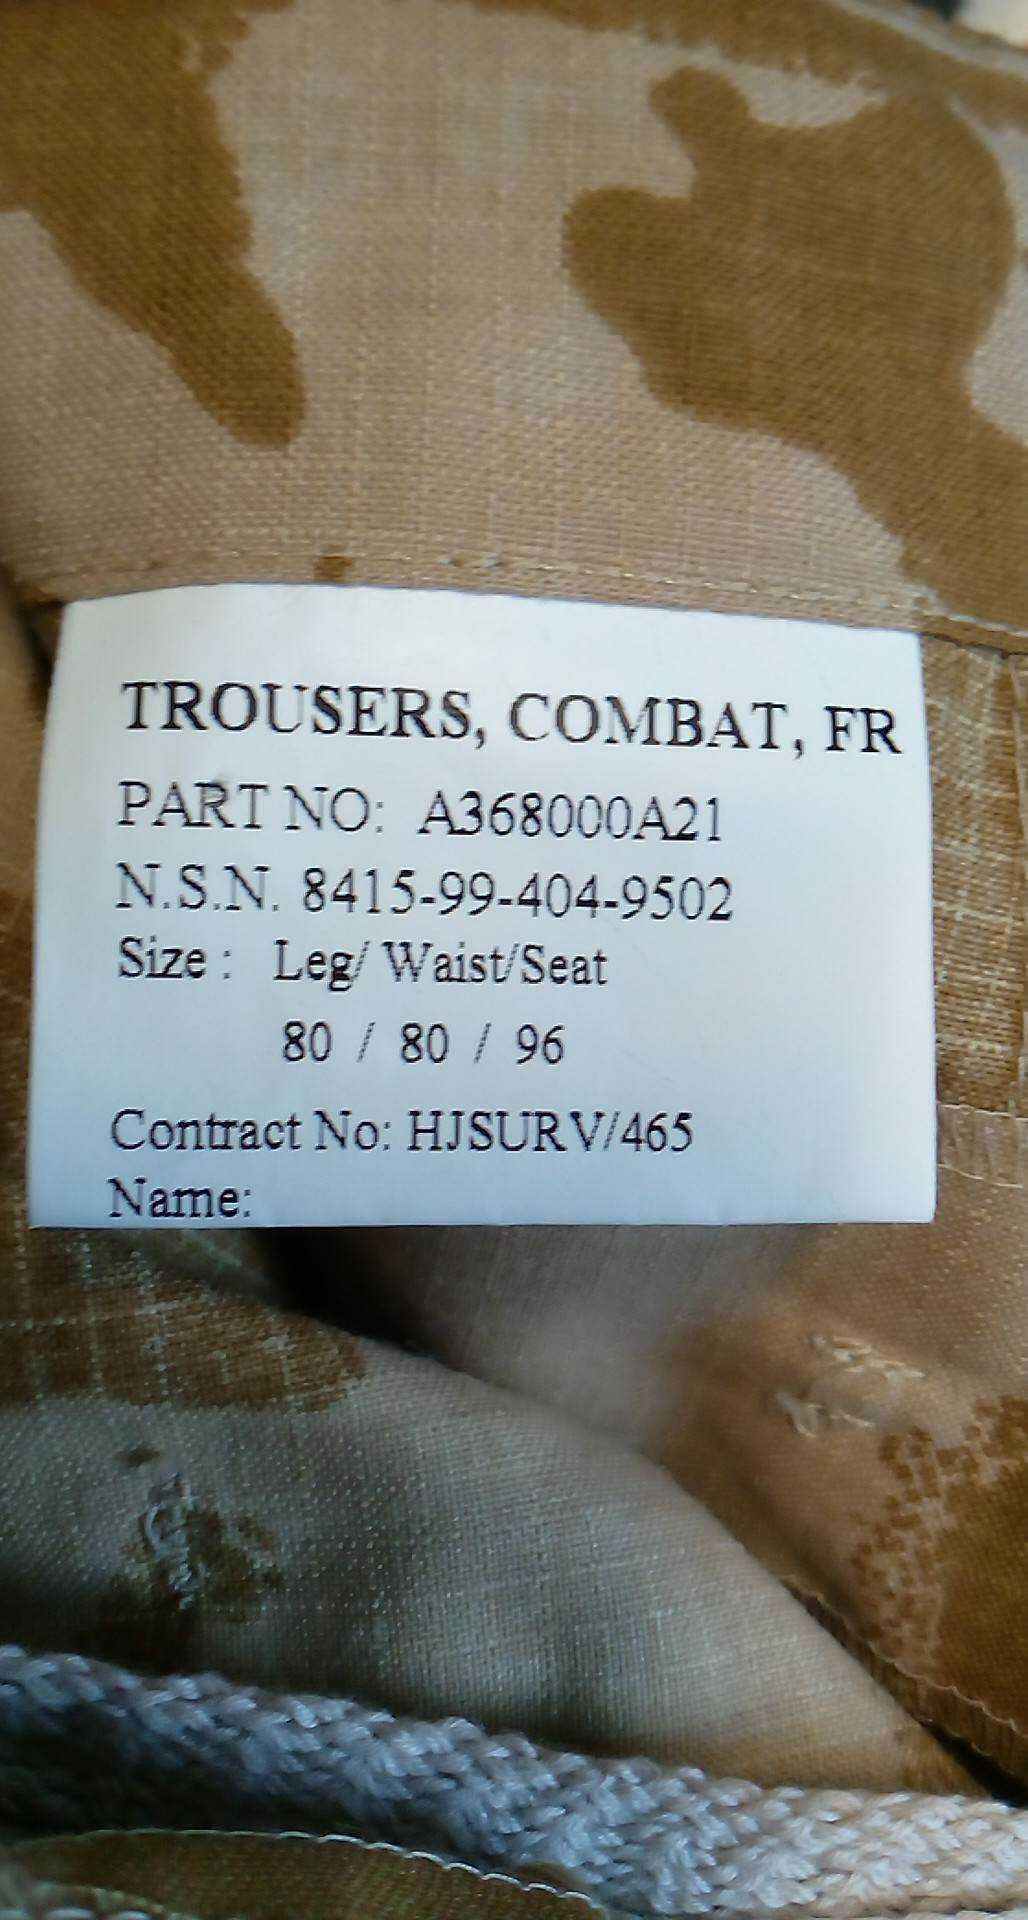 TROUSERS, COMBAT, FR
PART NO: A368000A21
N.S.N. 8415-99-404-9502
Size : Leg/ Waist/Seat
80 / 80 / 96
Contract No: HJSURV/465
Name: